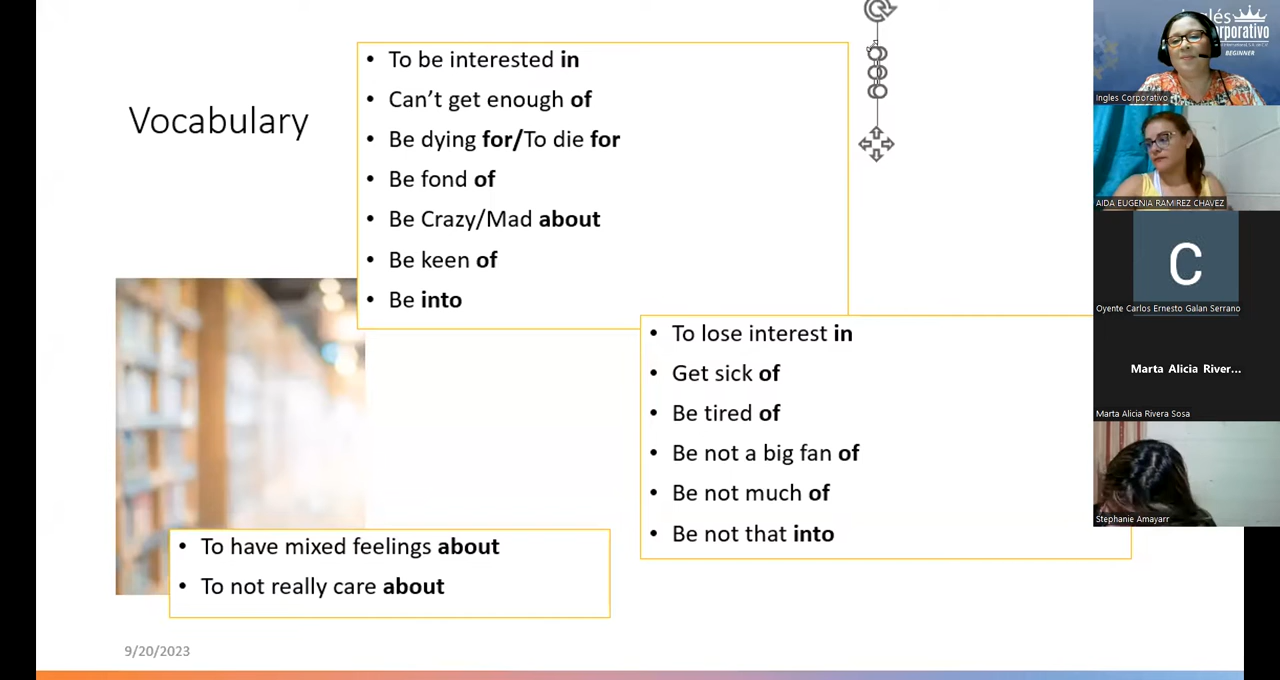 Vocabulary
• To be interested in
• Can't get enough of
• Be dying for/To die for
• Be fond of
• Be Crazy/Mad about
• Be keen of
• Be into
• To lose interest in
• Get sick of
• Be tired of
• Be not a big fan of
• Be not much of
• Be not that into
• To have mixed feelings about
• To not really care about
9/20/2023
BEGINNER
Ingles Corporativo
AIDA EUGENIA RAMIREZ CHAVEZ
C
Oyente Carlos Ernesto Galan Serrano
Marta Alicia River...
Marta Alicia Rivera Sosa
Stephanie Amayarr